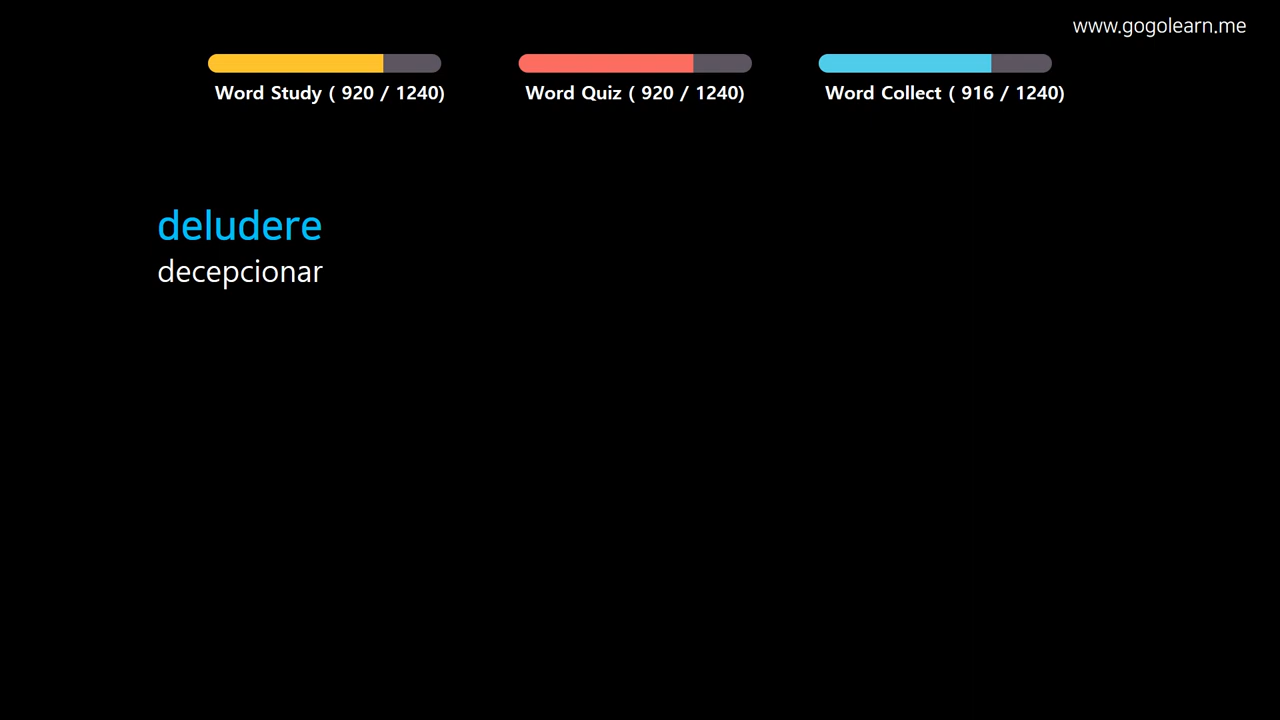 www.gogolearn.me
Word Study ( 920 / 1240)
Word Quiz ( 920 / 1240)
Word Collect ( 916 / 1240)
deludere
decepcionar